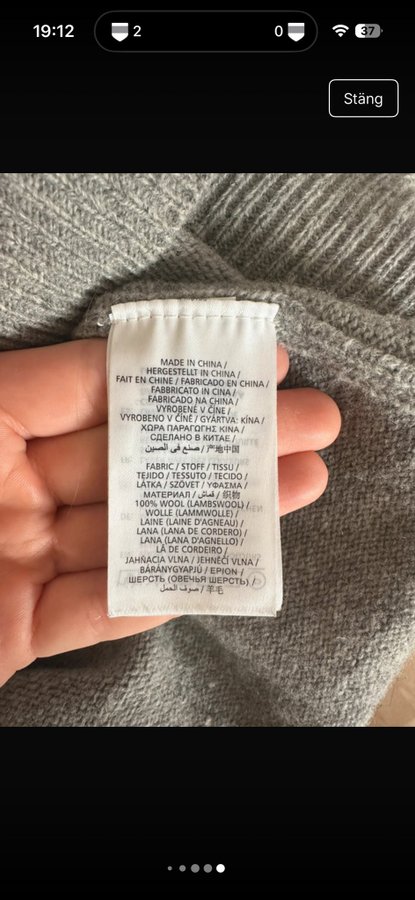 19:12
2
0
37
Stäng
MADE IN CHINA /
HERGESTELLT IN CHINA /
FAIT EN CHINE / FABRICADO EN CHINA /
FABBRICATO IN CINA /
FABRICADO NA CHINA /
VYROBENÉ V ČÍNE /
VYROBENO V ČÍNĚ / GYÁRTVA: KÍNA /
ΧΩΡΑ ΠΑΡΑΓΩΓΗΣ ΚΙΝΑ /
СДЕЛАНО В КИТАЕ /
صنع في الصين / 产地中国
FABRIC / STOFF / TISSU /
TEJIDO / TESSUTO / TECIDO /
LÁTKA / SZÖVET / ΥΦΑΣΜΑ /
МАТЕРИАЛ / قماش / 织物
100% WOOL (LAMBSWOOL) /
WOLLE (LAMMWOLLE) /
LAINE (LAINE D'AGNEAU) /
LANA (LANA DE CORDERO) /
LANA (LANA D'AGNELLO) /
LÃ DE CORDEIRO /
JAHŇACIA VLNA / JEHNĚČÍ VLNA /
BÁRÁNYGYAPJÚ / ΕΡΙΟΝ /
ШЕРСТЬ (ОВЕЧЬЯ ШЕРСТЬ) /
صوف الحمل / 羊毛